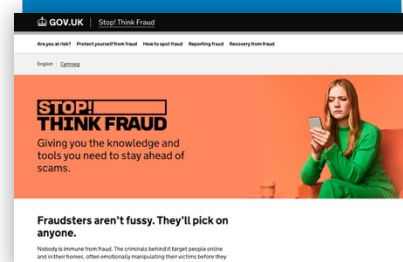 GOV.UK | Stop! Think Fraud
Are you at risk? Protect yourself from fraud How to spot fraud Reporting fraud Recovery from fraud
English | Cymraeg
STOP!
THINK FRAUD
Giving you the knowledge and
tools you need to stay ahead of
scams.
Fraudsters aren't fussy. They'll pick on
anyone.
Nobody is immune from fraud. The criminals behind it target people online
and in their homes, often emotionally manipulating their victims before they